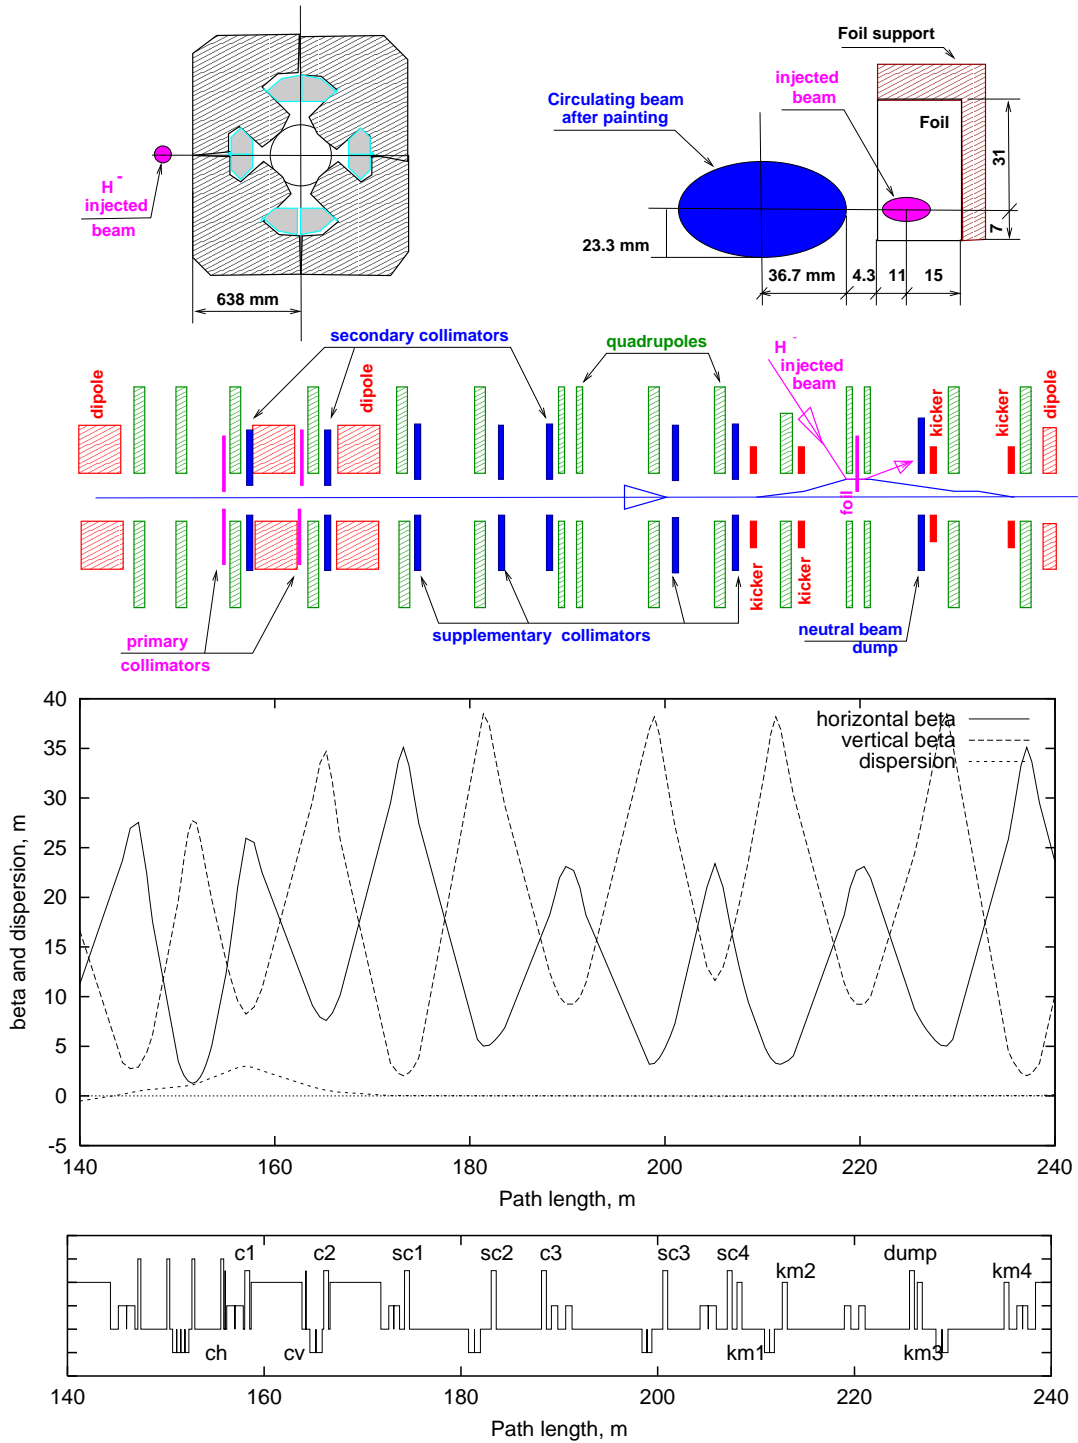 Foil support
injected
beam
Circulating beam
after painting
Foil
31
7
H-
injected
beam
23.3 mm
36.7 mm
4.3
11
15
638 mm
secondary collimators
quadrupoles
H-
injected
beam
dipole
dipole
kicker
kicker
dipole
foil
kicker
kicker
primary
collimators
supplementary collimators
neutral beam
dump
40
35
30
25
20
15
10
5
0
-5
horizontal beta
vertical beta
dispersion
beta and dispersion, m
140
160
180
200
220
240
Path length, m
c1
c2
sc1
sc2
c3
sc3
sc4
dump
km2
km4
ch
cv
km1
km3
140
160
180
200
220
240
Path length, m